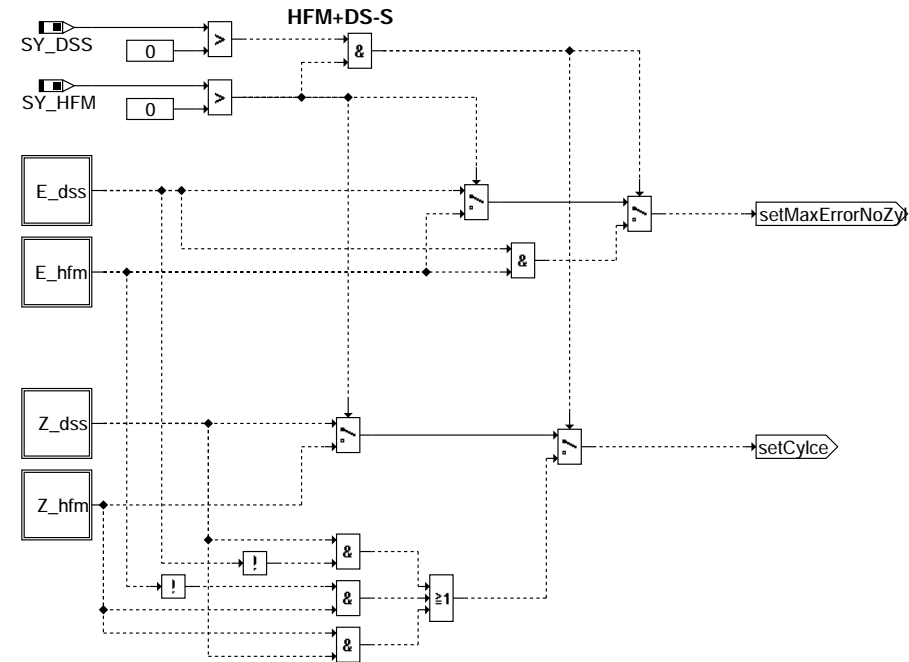 HFM+DS-S
SY_DSS
0
>
&
SY_HFM
0
>
E_dss
setMaxErrorNoZyl
E_hfm
&
Z_dss
setCylce
Z_hfm
&
!
!
&
≥1
&